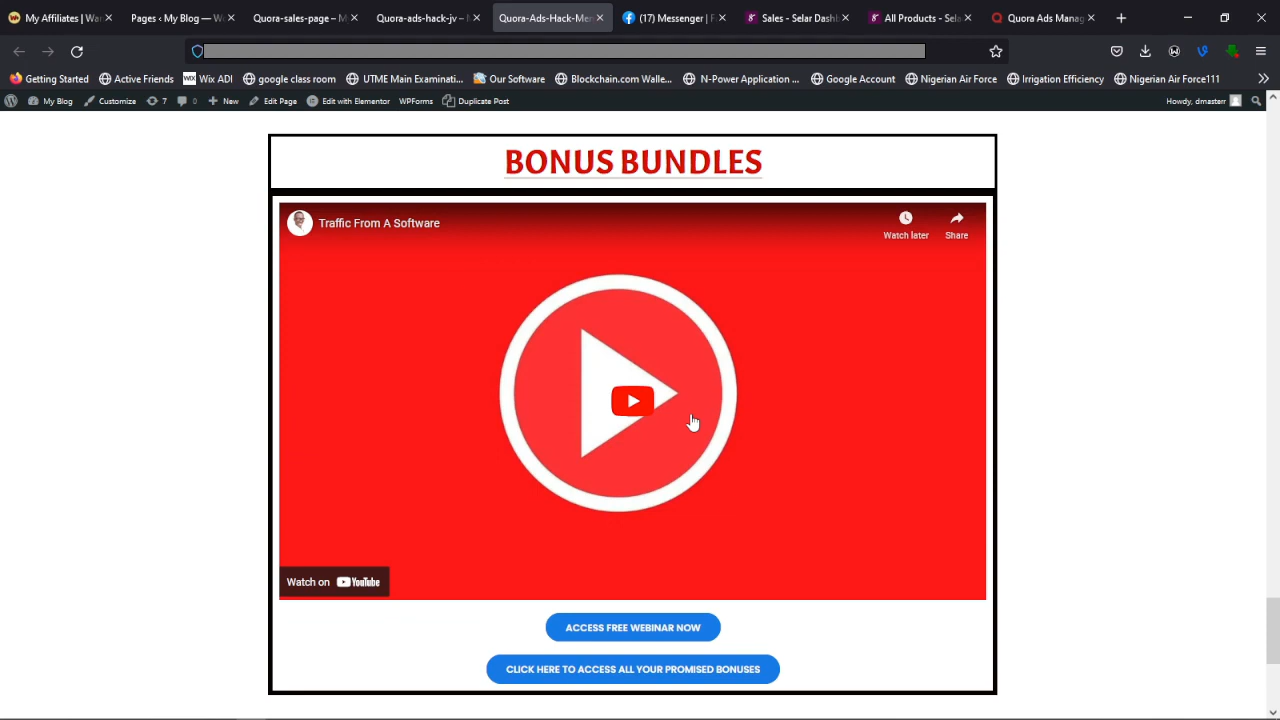 My Affiliates | War
Pages ‹ My Blog — W
Quora-sales-page – M
Quora-ads-hack-jv –
Quora-Ads-Hack-Mem
(17) Messenger | F
Sales - Selar Dashb
All Products - Selar
Quora Ads Manag
Getting Started
Active Friends
Wix ADI
google class room
UTME Main Examinati...
Our Software
Blockchain.com Walle...
N-Power Application ...
Google Account
Nigerian Air Force
Irrigation Efficiency
Nigerian Air Force111
My Blog
Customize
7
0
New
Edit Page
Edit with Elementor
WPForms
Duplicate Post
Howdy, dmasterr
BONUS BUNDLES
Traffic From A Software
Watch later
Share
Watch on YouTube
ACCESS FREE WEBINAR NOW
CLICK HERE TO ACCESS ALL YOUR PROMISED BONUSES